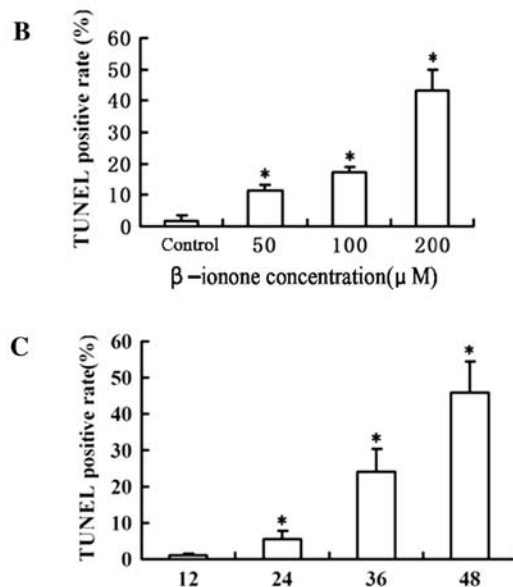 B
TUNEL positive rate (%)
60
50
40
30
20
10
0
*
*
*
Control 50 100 200
β-ionone concentration(μ M)
C
TUNEL positive rate(%)
60
50
40
30
20
10
0
*
*
*
12 24 36 48